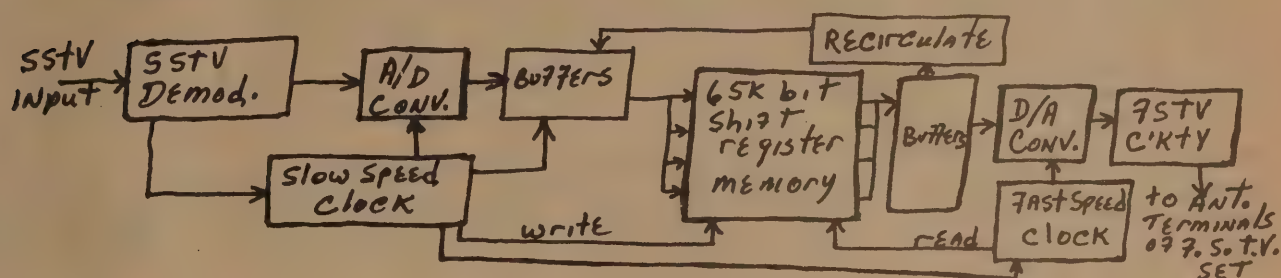 SSTV
INPUT
SSTV
DEMOD.
A/D
CONV.
BUFFERS
RECIRCULATE
65K bit
shift
register
memory
BUFFERS
D/A
CONV.
FSTV
C'KTY
SLOW SPEED
CLOCK
write
read
FAST SPEED
CLOCK
to ANT.
TERMINALS
OF F.S.T.V.
SET